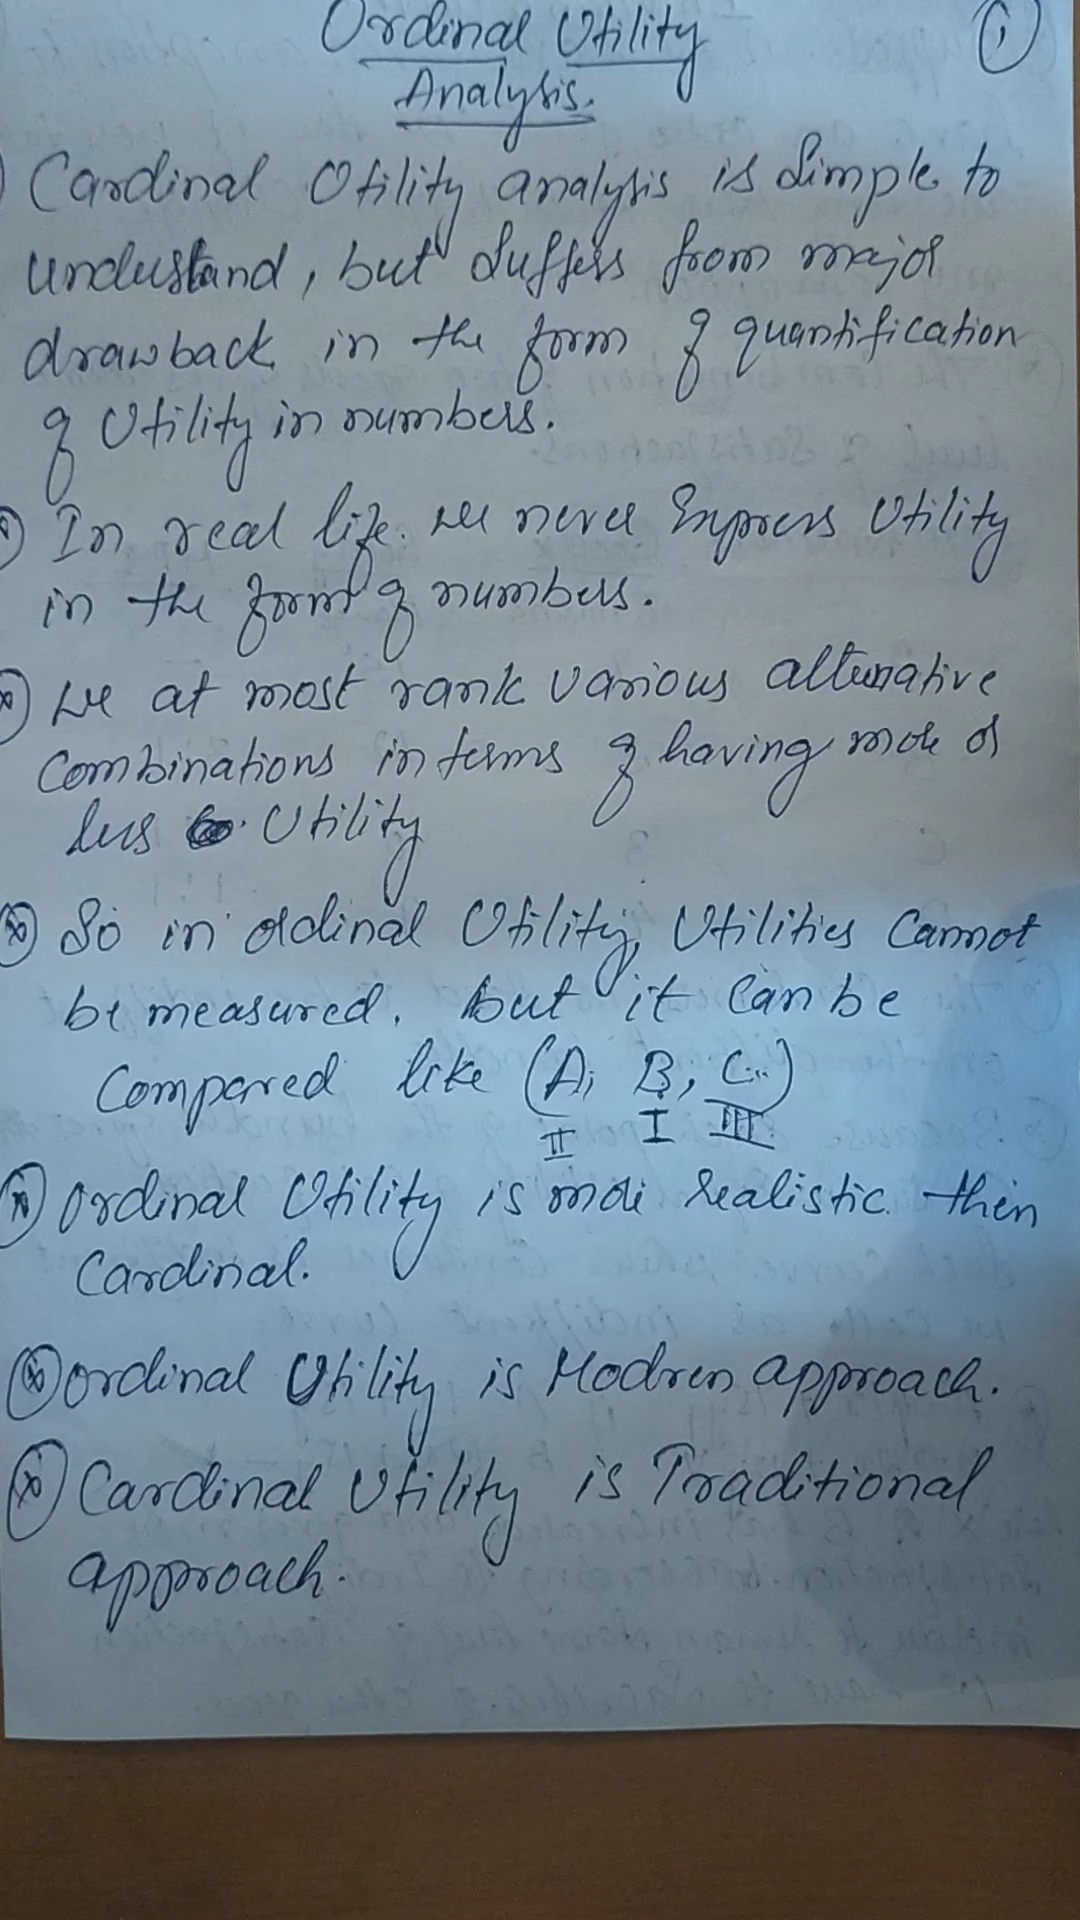 Ordinal Utility
Analysis.
1
Cardinal Utility analysis is simple to
understand, but suffers from major
drawback in the form of quantification
of Utility in numbers.
In real life we never Express Utility
in the form of numbers.
we at most rank various alternative
Combinations in terms of having more or
less Utility
So in ordinal Utility, Utilities Cannot
be measured. but it Can be
Compared like (A, B, C...)
II I III
Ordinal Utility is more realistic then
Cardinal.
ordinal Utility is Modren approach.
Cardinal Utility is Traditional
approach.